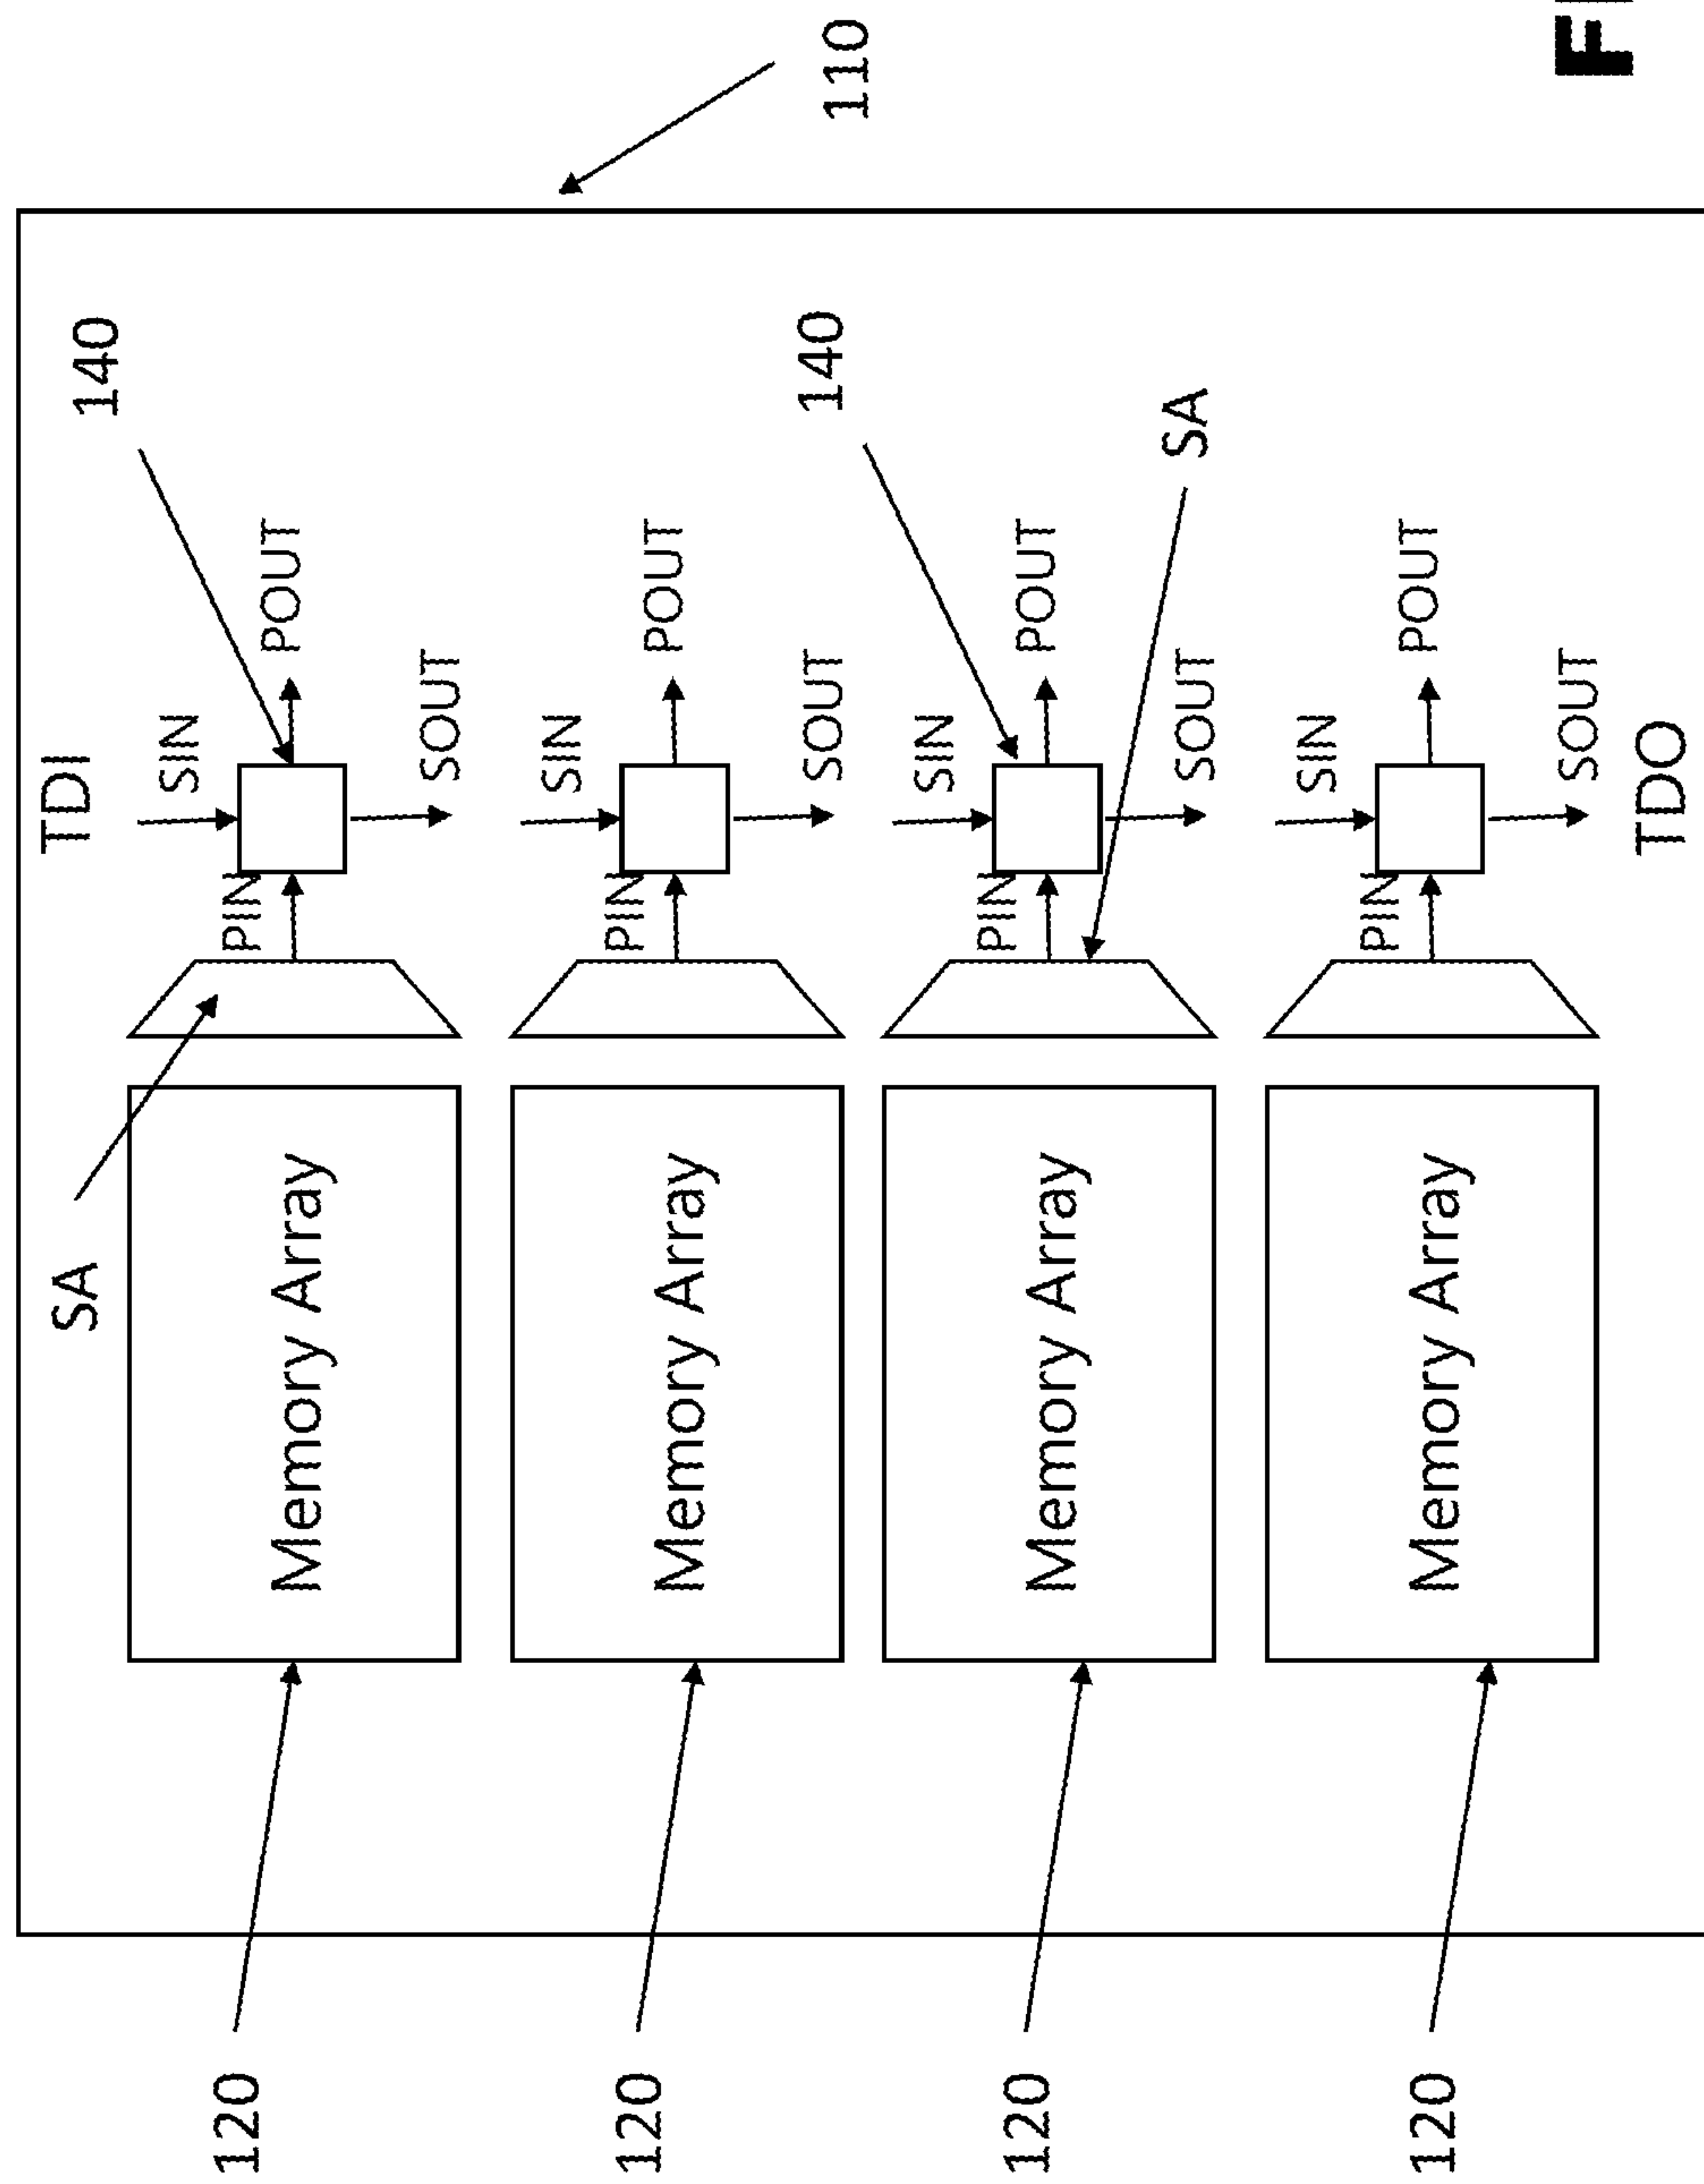 SA
TDI
140
SIN
PIN
120
Memory Array
POUT
SOUT
SIN
PIN
120
Memory Array
POUT
SOUT
140
110
SIN
PIN
120
Memory Array
POUT
SOUT
SA
SIN
PIN
120
Memory Array
POUT
SOUT
TDO